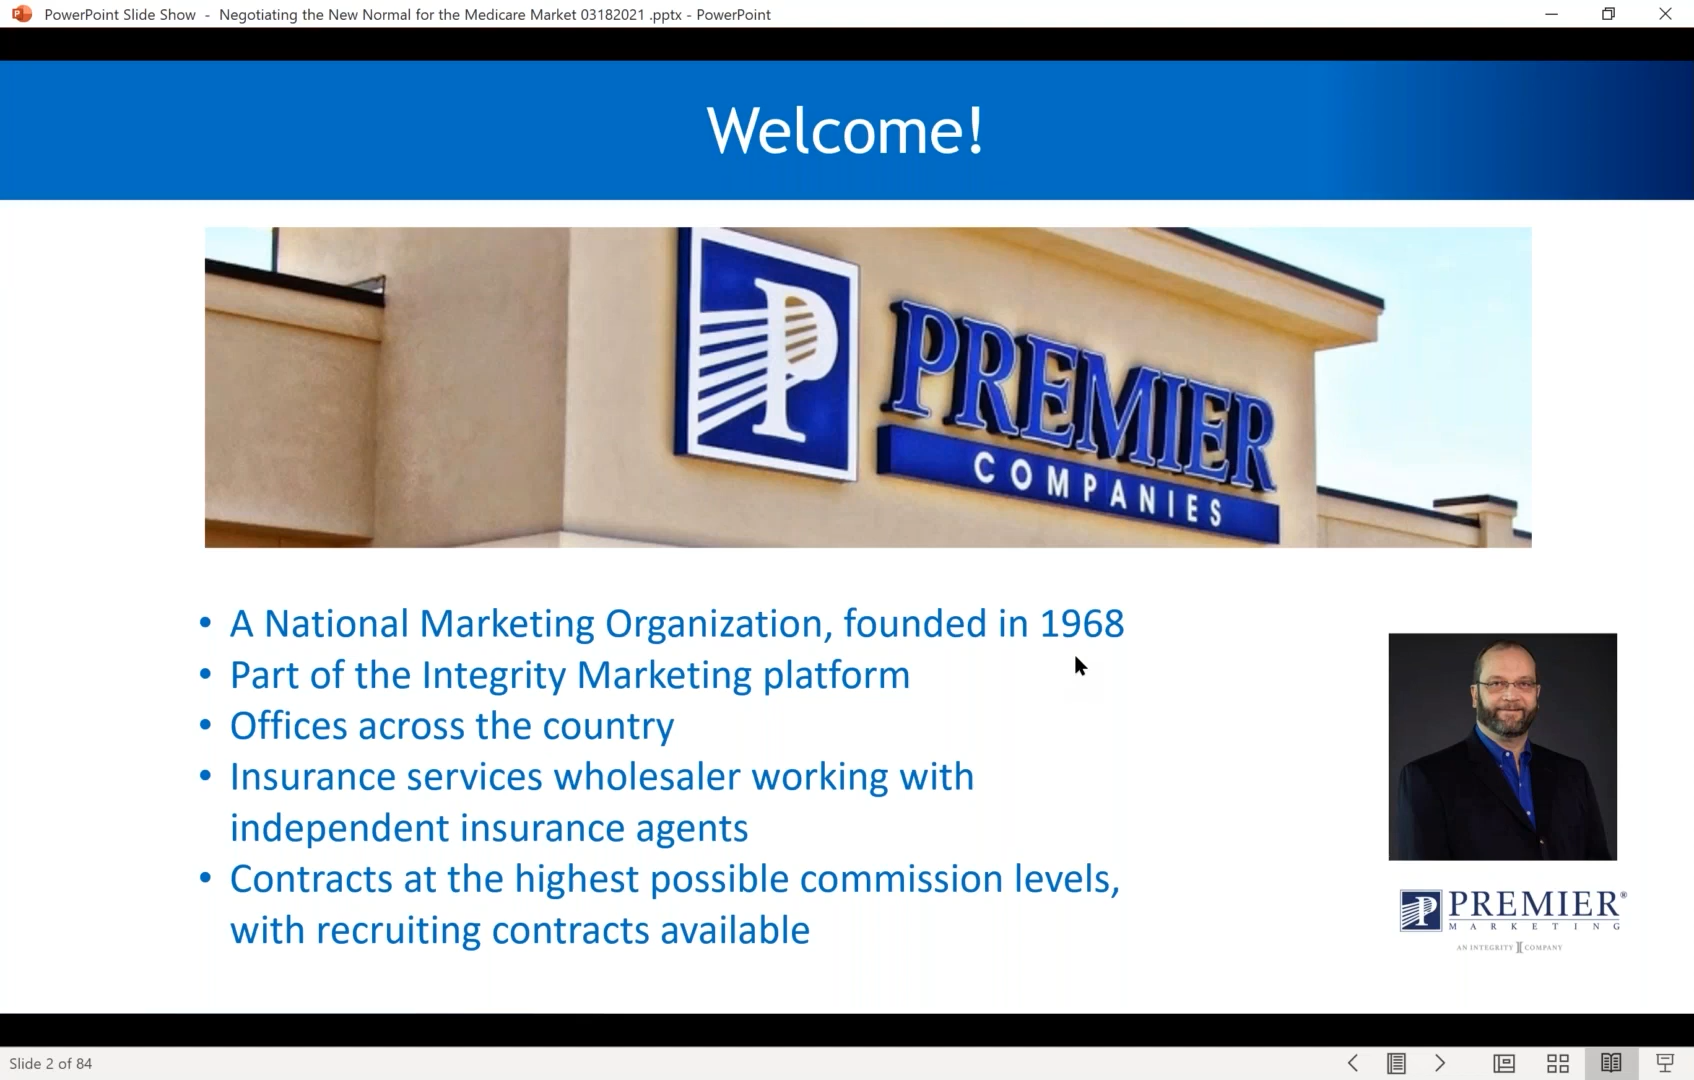 PowerPoint Slide Show - Negotiating the New Normal for the Medicare Market 03182021 .pptx - PowerPoint
Welcome!
P
PREMIER
COMPANIES
• A National Marketing Organization, founded in 1968
• Part of the Integrity Marketing platform
• Offices across the country
• Insurance services wholesaler working with
independent insurance agents
• Contracts at the highest possible commission levels,
with recruiting contracts available
P PREMIER®
MARKETING
AN INTEGRITY COMPANY
Slide 2 of 84